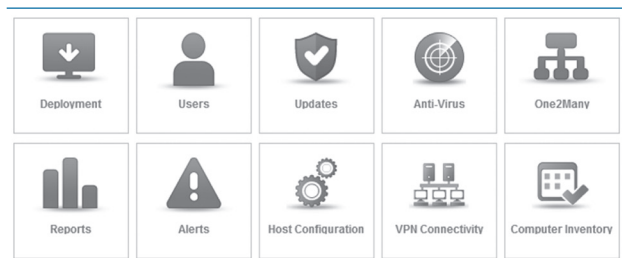 Deployment
Users
Updates
Anti-Virus
One2Many
Reports
Alerts
Host Configuration
VPN Connectivity
Computer Inventory